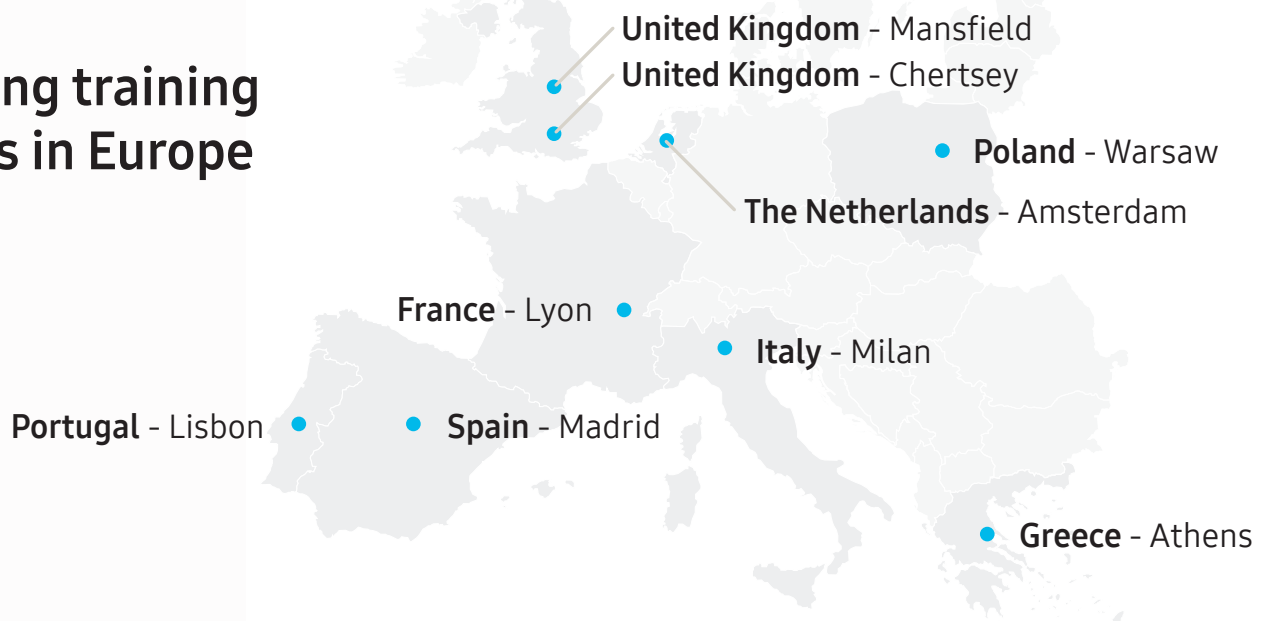 ng training
s in Europe
United Kingdom - Mansfield
United Kingdom - Chertsey
Poland - Warsaw
The Netherlands - Amsterdam
France - Lyon
Italy - Milan
Portugal - Lisbon
Spain - Madrid
Greece - Athens